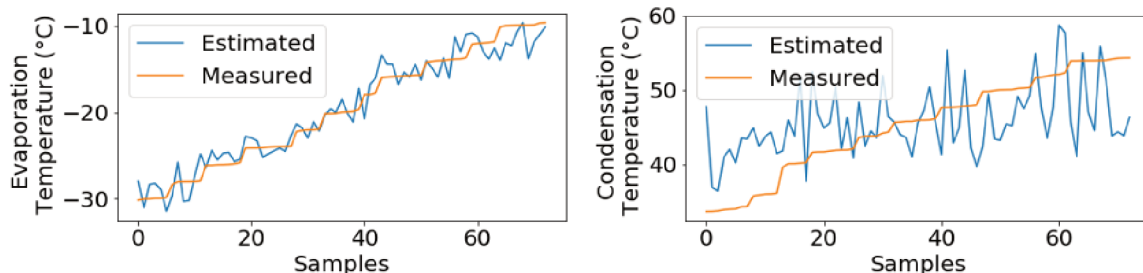 Evaporation
Temperature (°C)
−10
−20
−30
Estimated
Measured
0
20
40
60
Samples
Condensation
Temperature (°C)
60
50
40
Estimated
Measured
0
20
40
60
Samples